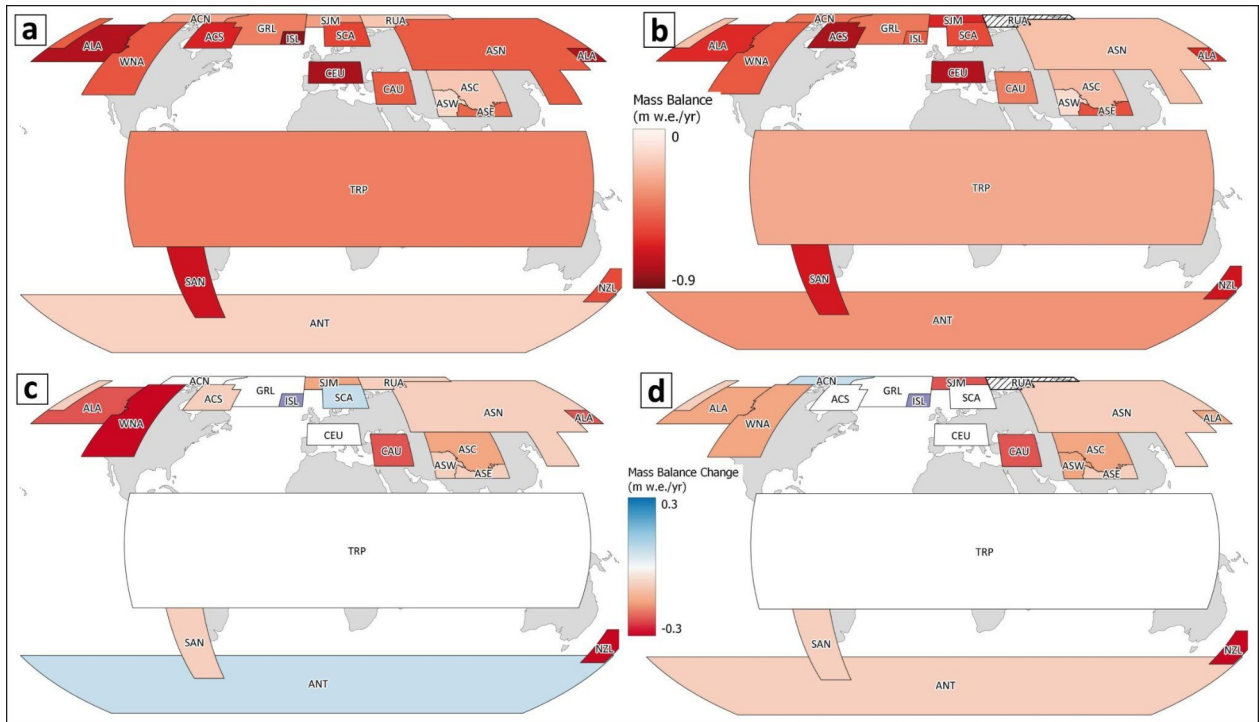 a
ACN
GRL
SJM
RUA
ALA
ACS
ISL
SCA
ASN
ALA
WNA
CEU
CAU
ASC
ASW
ASE
TRP
SAN
NZL
ANT
b
ACN
GRL
SJM
RUA
ALA
ACS
ISL
SCA
ASN
ALA
WNA
CEU
CAU
ASC
ASW
ASE
TRP
SAN
NZL
ANT
Mass Balance
(m w.e./yr)
0
-0.9
c
ACN
GRL
SJM
RUA
ALA
ACS
ISL
SCA
ASN
ALA
WNA
CEU
CAU
ASC
ASW
ASE
TRP
SAN
NZL
ANT
Mass Balance Change
(m w.e./yr)
0.3
-0.3
d
ACN
GRL
SJM
RUA
ALA
ACS
ISL
SCA
ASN
ALA
WNA
CEU
CAU
ASC
ASW
ASE
TRP
SAN
NZL
ANT